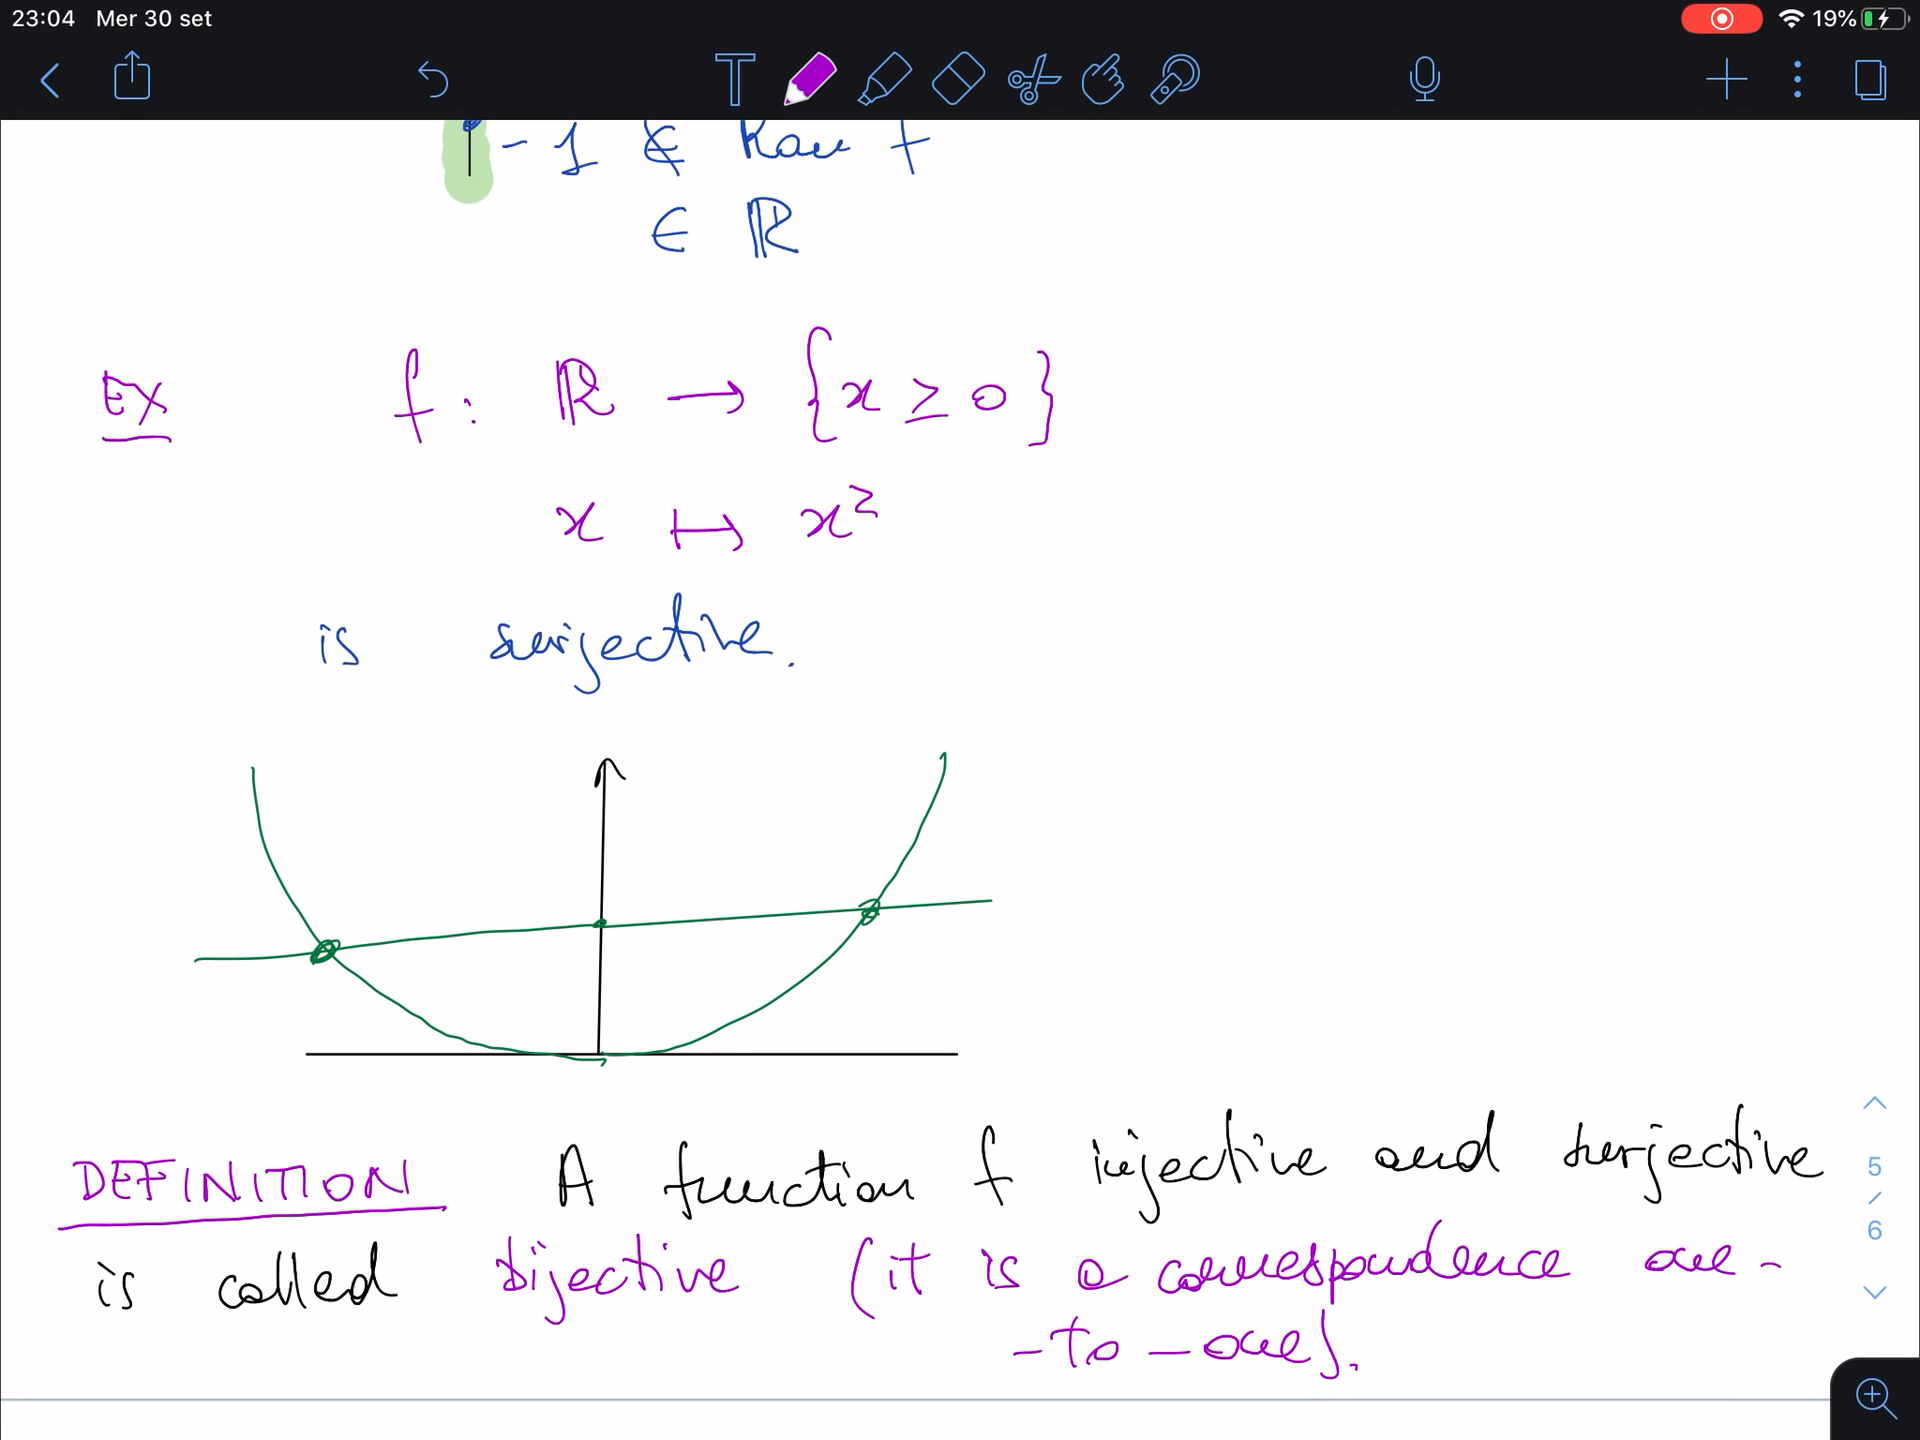 23:04 Mer 30 set 19%
-1 ∉ Ran f
∈ ℝ
EX f: ℝ → {x ≥ 0}
x ↦ x²
is surjective.
DEFINITION A function f injective and surjective
is called bijective (it is a correspondence one-
-to-one).
5
/
6